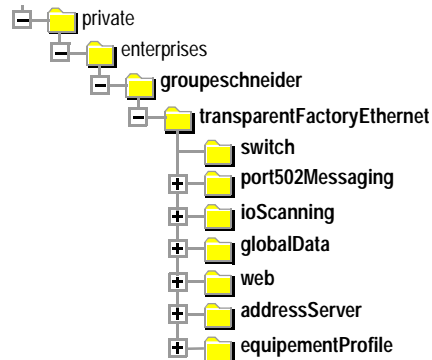 private
enterprises
groupeschneider
transparentFactoryEthernet
switch
port502Messaging
ioScanning
globalData
web
addressServer
equipementProfile